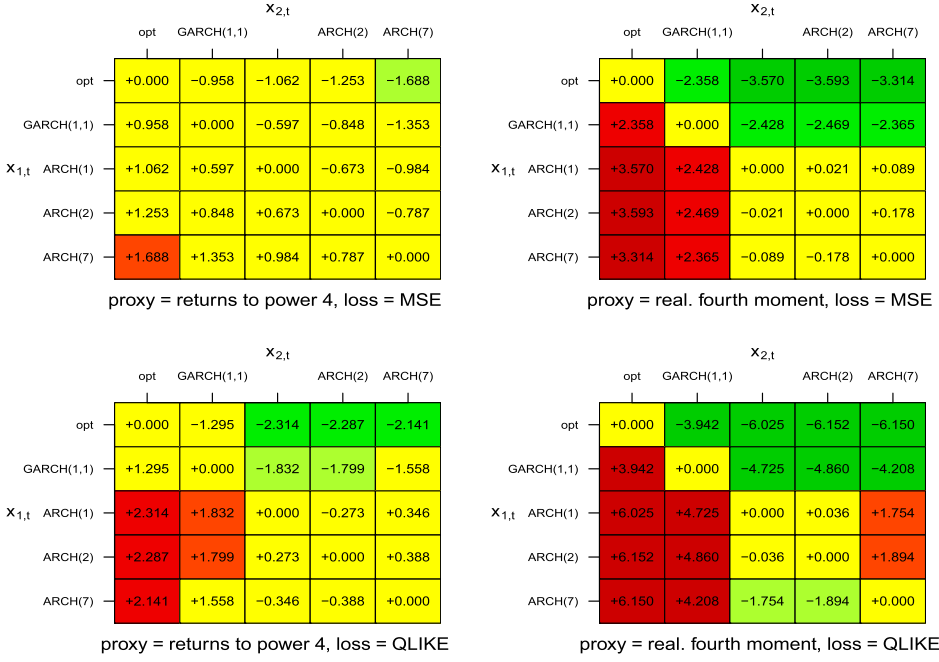 x2,t
opt GARCH(1,1) ARCH(2) ARCH(7)
opt +0.000 −0.958 −1.062 −1.253 −1.688
GARCH(1,1) +0.958 +0.000 −0.597 −0.848 −1.353
x1,t ARCH(1) +1.062 +0.597 +0.000 −0.673 −0.984
ARCH(2) +1.253 +0.848 +0.673 +0.000 −0.787
ARCH(7) +1.688 +1.353 +0.984 +0.787 +0.000
proxy = returns to power 4, loss = MSE
x2,t
opt GARCH(1,1) ARCH(2) ARCH(7)
opt +0.000 −2.358 −3.570 −3.593 −3.314
GARCH(1,1) +2.358 +0.000 −2.428 −2.469 −2.365
x1,t ARCH(1) +3.570 +2.428 +0.000 +0.021 +0.089
ARCH(2) +3.593 +2.469 −0.021 +0.000 +0.178
ARCH(7) +3.314 +2.365 −0.089 −0.178 +0.000
proxy = real. fourth moment, loss = MSE
x2,t
opt GARCH(1,1) ARCH(2) ARCH(7)
opt +0.000 −1.295 −2.314 −2.287 −2.141
GARCH(1,1) +1.295 +0.000 −1.832 −1.799 −1.558
x1,t ARCH(1) +2.314 +1.832 +0.000 −0.273 +0.346
ARCH(2) +2.287 +1.799 +0.273 +0.000 +0.388
ARCH(7) +2.141 +1.558 −0.346 −0.388 +0.000
proxy = returns to power 4, loss = QLIKE
x2,t
opt GARCH(1,1) ARCH(2) ARCH(7)
opt +0.000 −3.942 −6.025 −6.152 −6.150
GARCH(1,1) +3.942 +0.000 −4.725 −4.860 −4.208
x1,t ARCH(1) +6.025 +4.725 +0.000 +0.036 +1.754
ARCH(2) +6.152 +4.860 −0.036 +0.000 +1.894
ARCH(7) +6.150 +4.208 −1.754 −1.894 +0.000
proxy = real. fourth moment, loss = QLIKE